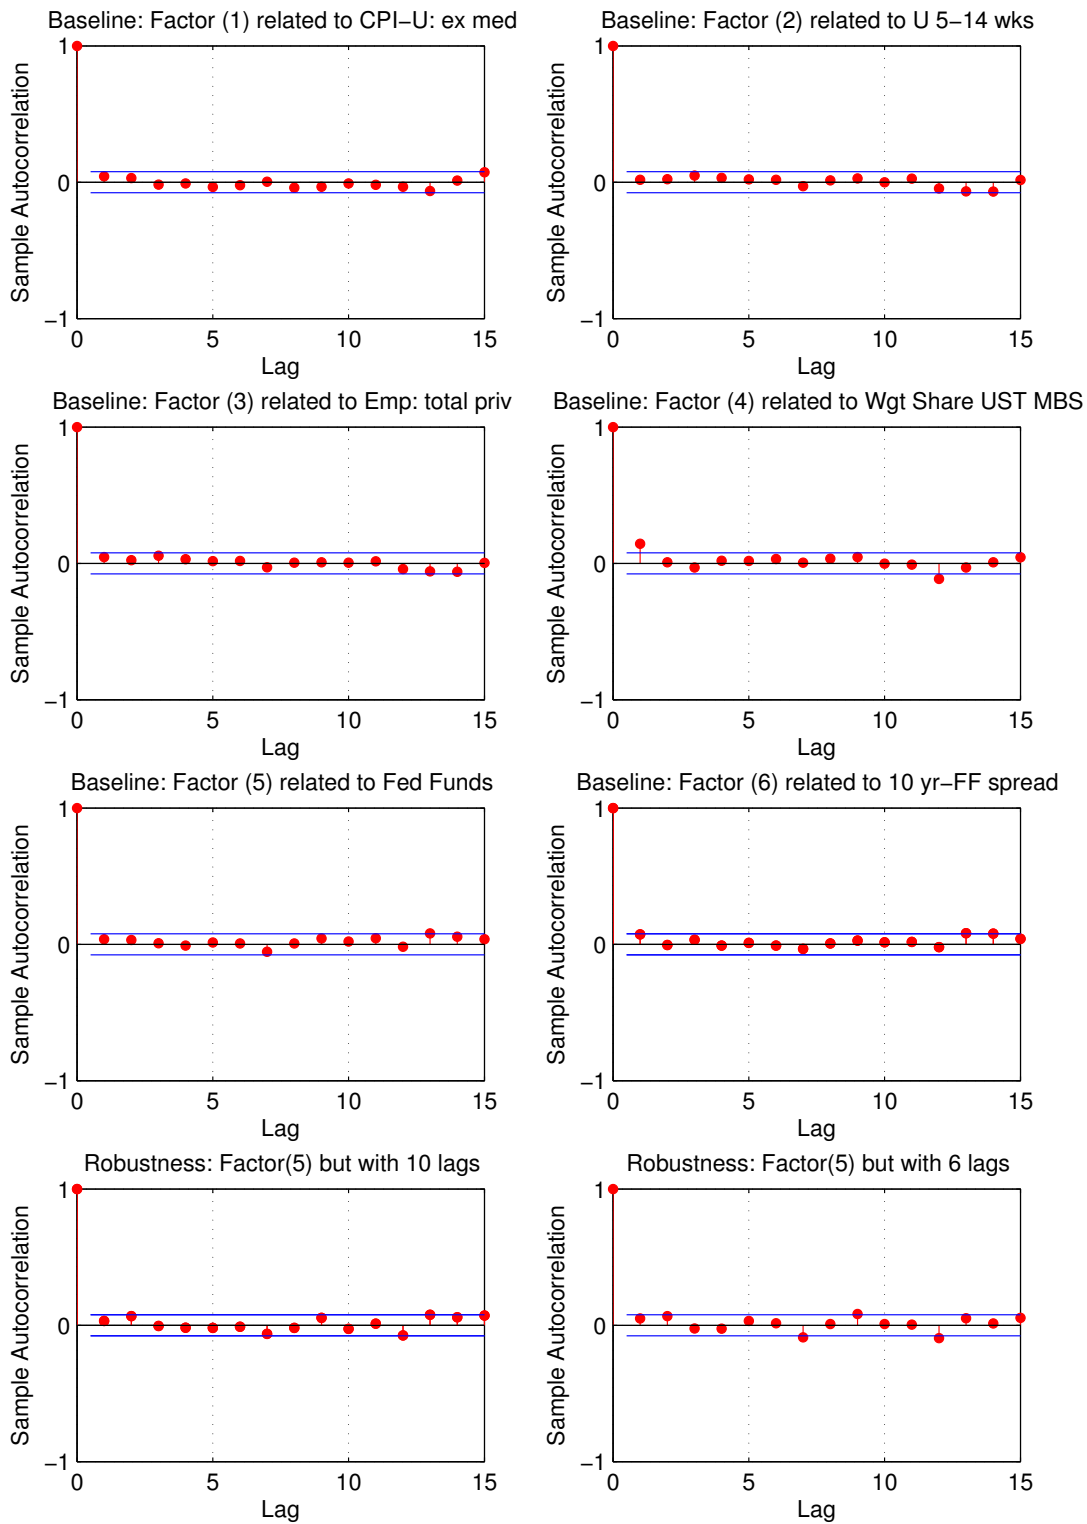 Baseline: Factor (1) related to CPI−U: ex med
Sample Autocorrelation
1
0
−1
0 5 10 15
Lag
Baseline: Factor (2) related to U 5−14 wks
Sample Autocorrelation
1
0
−1
0 5 10 15
Lag
Baseline: Factor (3) related to Emp: total priv
Sample Autocorrelation
1
0
−1
0 5 10 15
Lag
Baseline: Factor (4) related to Wgt Share UST MBS
Sample Autocorrelation
1
0
−1
0 5 10 15
Lag
Baseline: Factor (5) related to Fed Funds
Sample Autocorrelation
1
0
−1
0 5 10 15
Lag
Baseline: Factor (6) related to 10 yr−FF spread
Sample Autocorrelation
1
0
−1
0 5 10 15
Lag
Robustness: Factor(5) but with 10 lags
Sample Autocorrelation
1
0
−1
0 5 10 15
Lag
Robustness: Factor(5) but with 6 lags
Sample Autocorrelation
1
0
−1
0 5 10 15
Lag